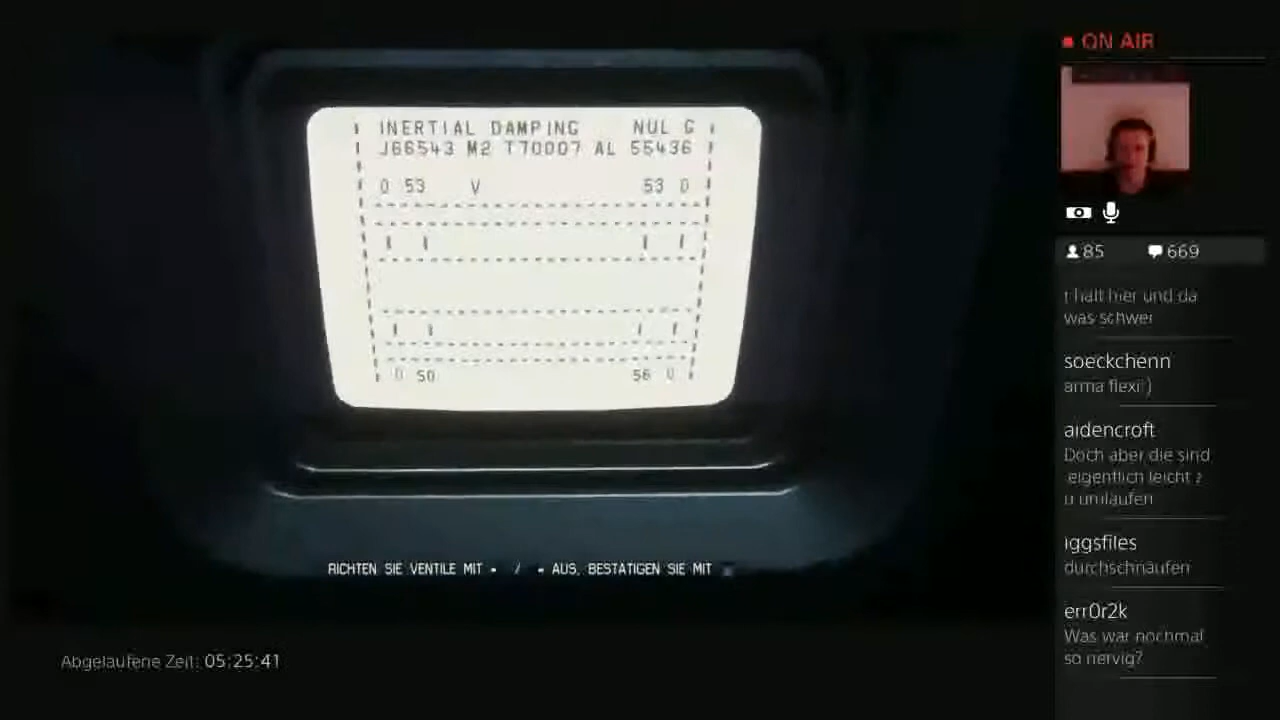 INERTIAL DAMPING NUL G
J66543 M2 T70007 AL 55436
0 53 V 53 0
0 50 56 0
RICHTEN SIE VENTILE MIT / AUS, BESTÄTIGEN SIE MIT
Abgelaufene Zeit: 05:25:41
ON AIR
85 669
t halt hier und da
was schwer
soeckchenn
arma flexi :)
aidencroft
Doch aber die sind
eigentlich leicht z
u umlaufen
iggsfiles
durchschnaufen
err0r2k
Was war nochmal
so nervig?